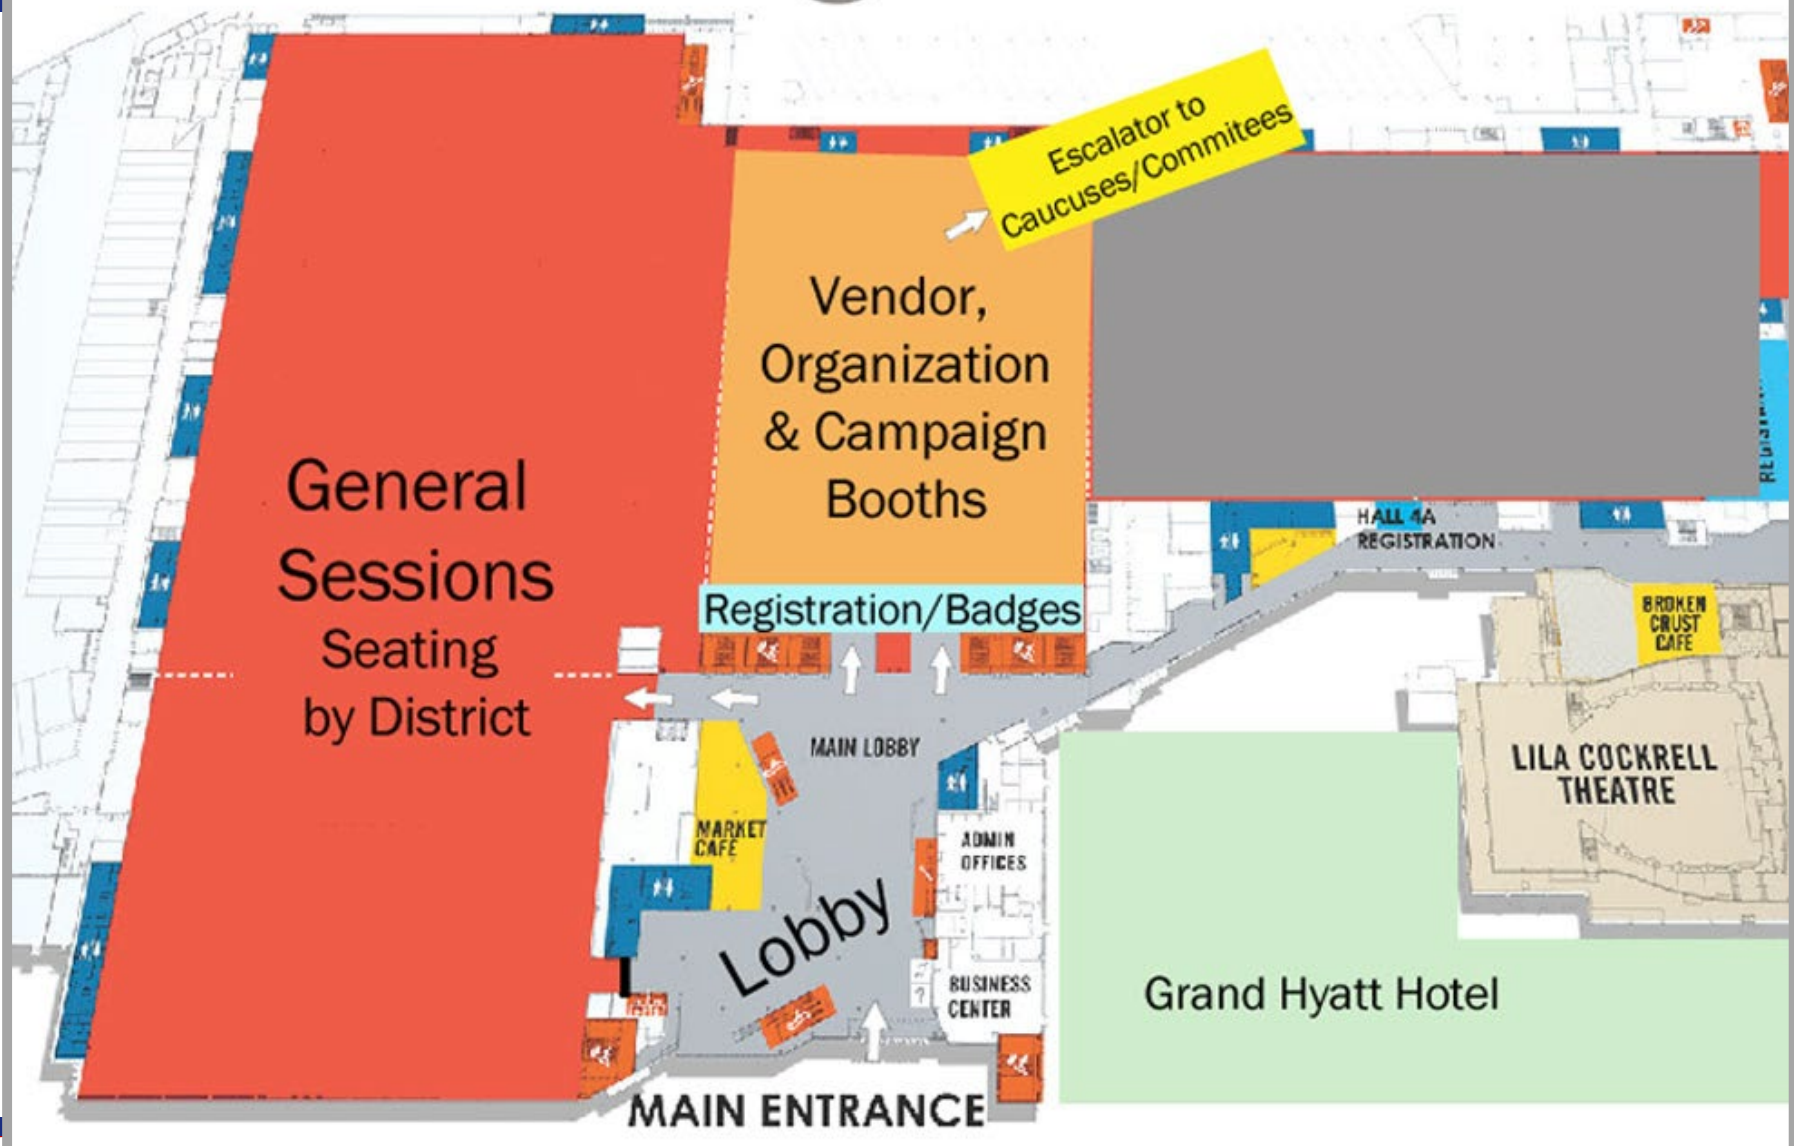 Escalator to
Caucuses/Commitees
Vendor,
Organization
& Campaign
Booths
General
Sessions
Seating
by District
Registration/Badges
HALL 4A
REGISTRATION
BROKEN
CRUST
CAFE
LILA COCKRELL
THEATRE
MAIN LOBBY
MARKET
CAFÉ
ADMIN
OFFICES
Lobby
?
BUSINESS
CENTER
Grand Hyatt Hotel
MAIN ENTRANCE